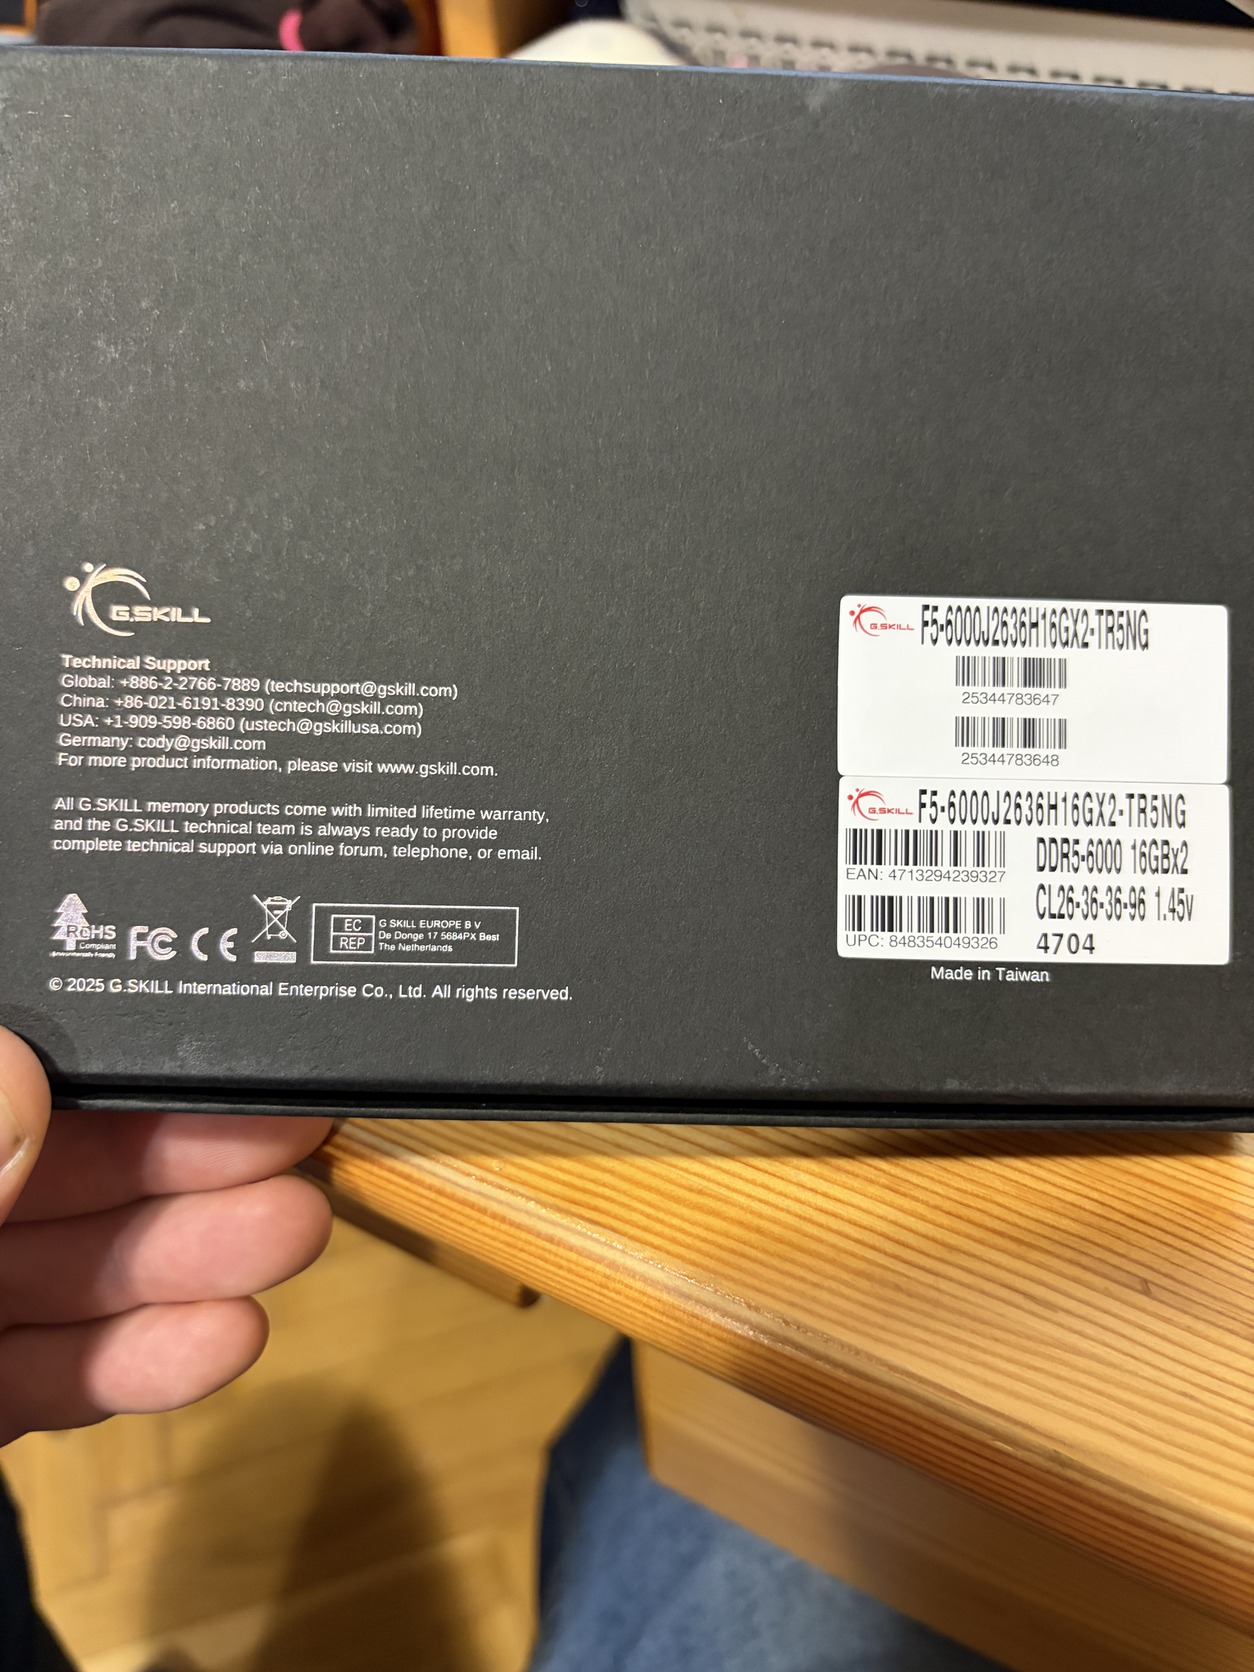 G.SKILL
Technical Support
Global: +886-2-2766-7889 (techsupport@gskill.com)
China: +86-021-6191-8390 (cntech@gskill.com)
USA: +1-909-598-6860 (ustech@gskillusa.com)
Germany: cody@gskill.com
For more product information, please visit www.gskill.com.
All G.SKILL memory products come with limited lifetime warranty,
and the G.SKILL technical team is always ready to provide
complete technical support via online forum, telephone, or email.
RoHS
Compliant
Environmentally Friendly
FC CE
EC
REP
G SKILL EUROPE B V
De Donge 17 5684PX Best
The Netherlands
© 2025 G.SKILL International Enterprise Co., Ltd. All rights reserved.
G.SKILL F5-6000J2636H16GX2-TR5NG
25344783647
25344783648
G.SKILL F5-6000J2636H16GX2-TR5NG
DDR5-6000 16GBx2
EAN: 4713294239327
CL26-36-36-96 1.45v
UPC: 848354049326
4704
Made in Taiwan